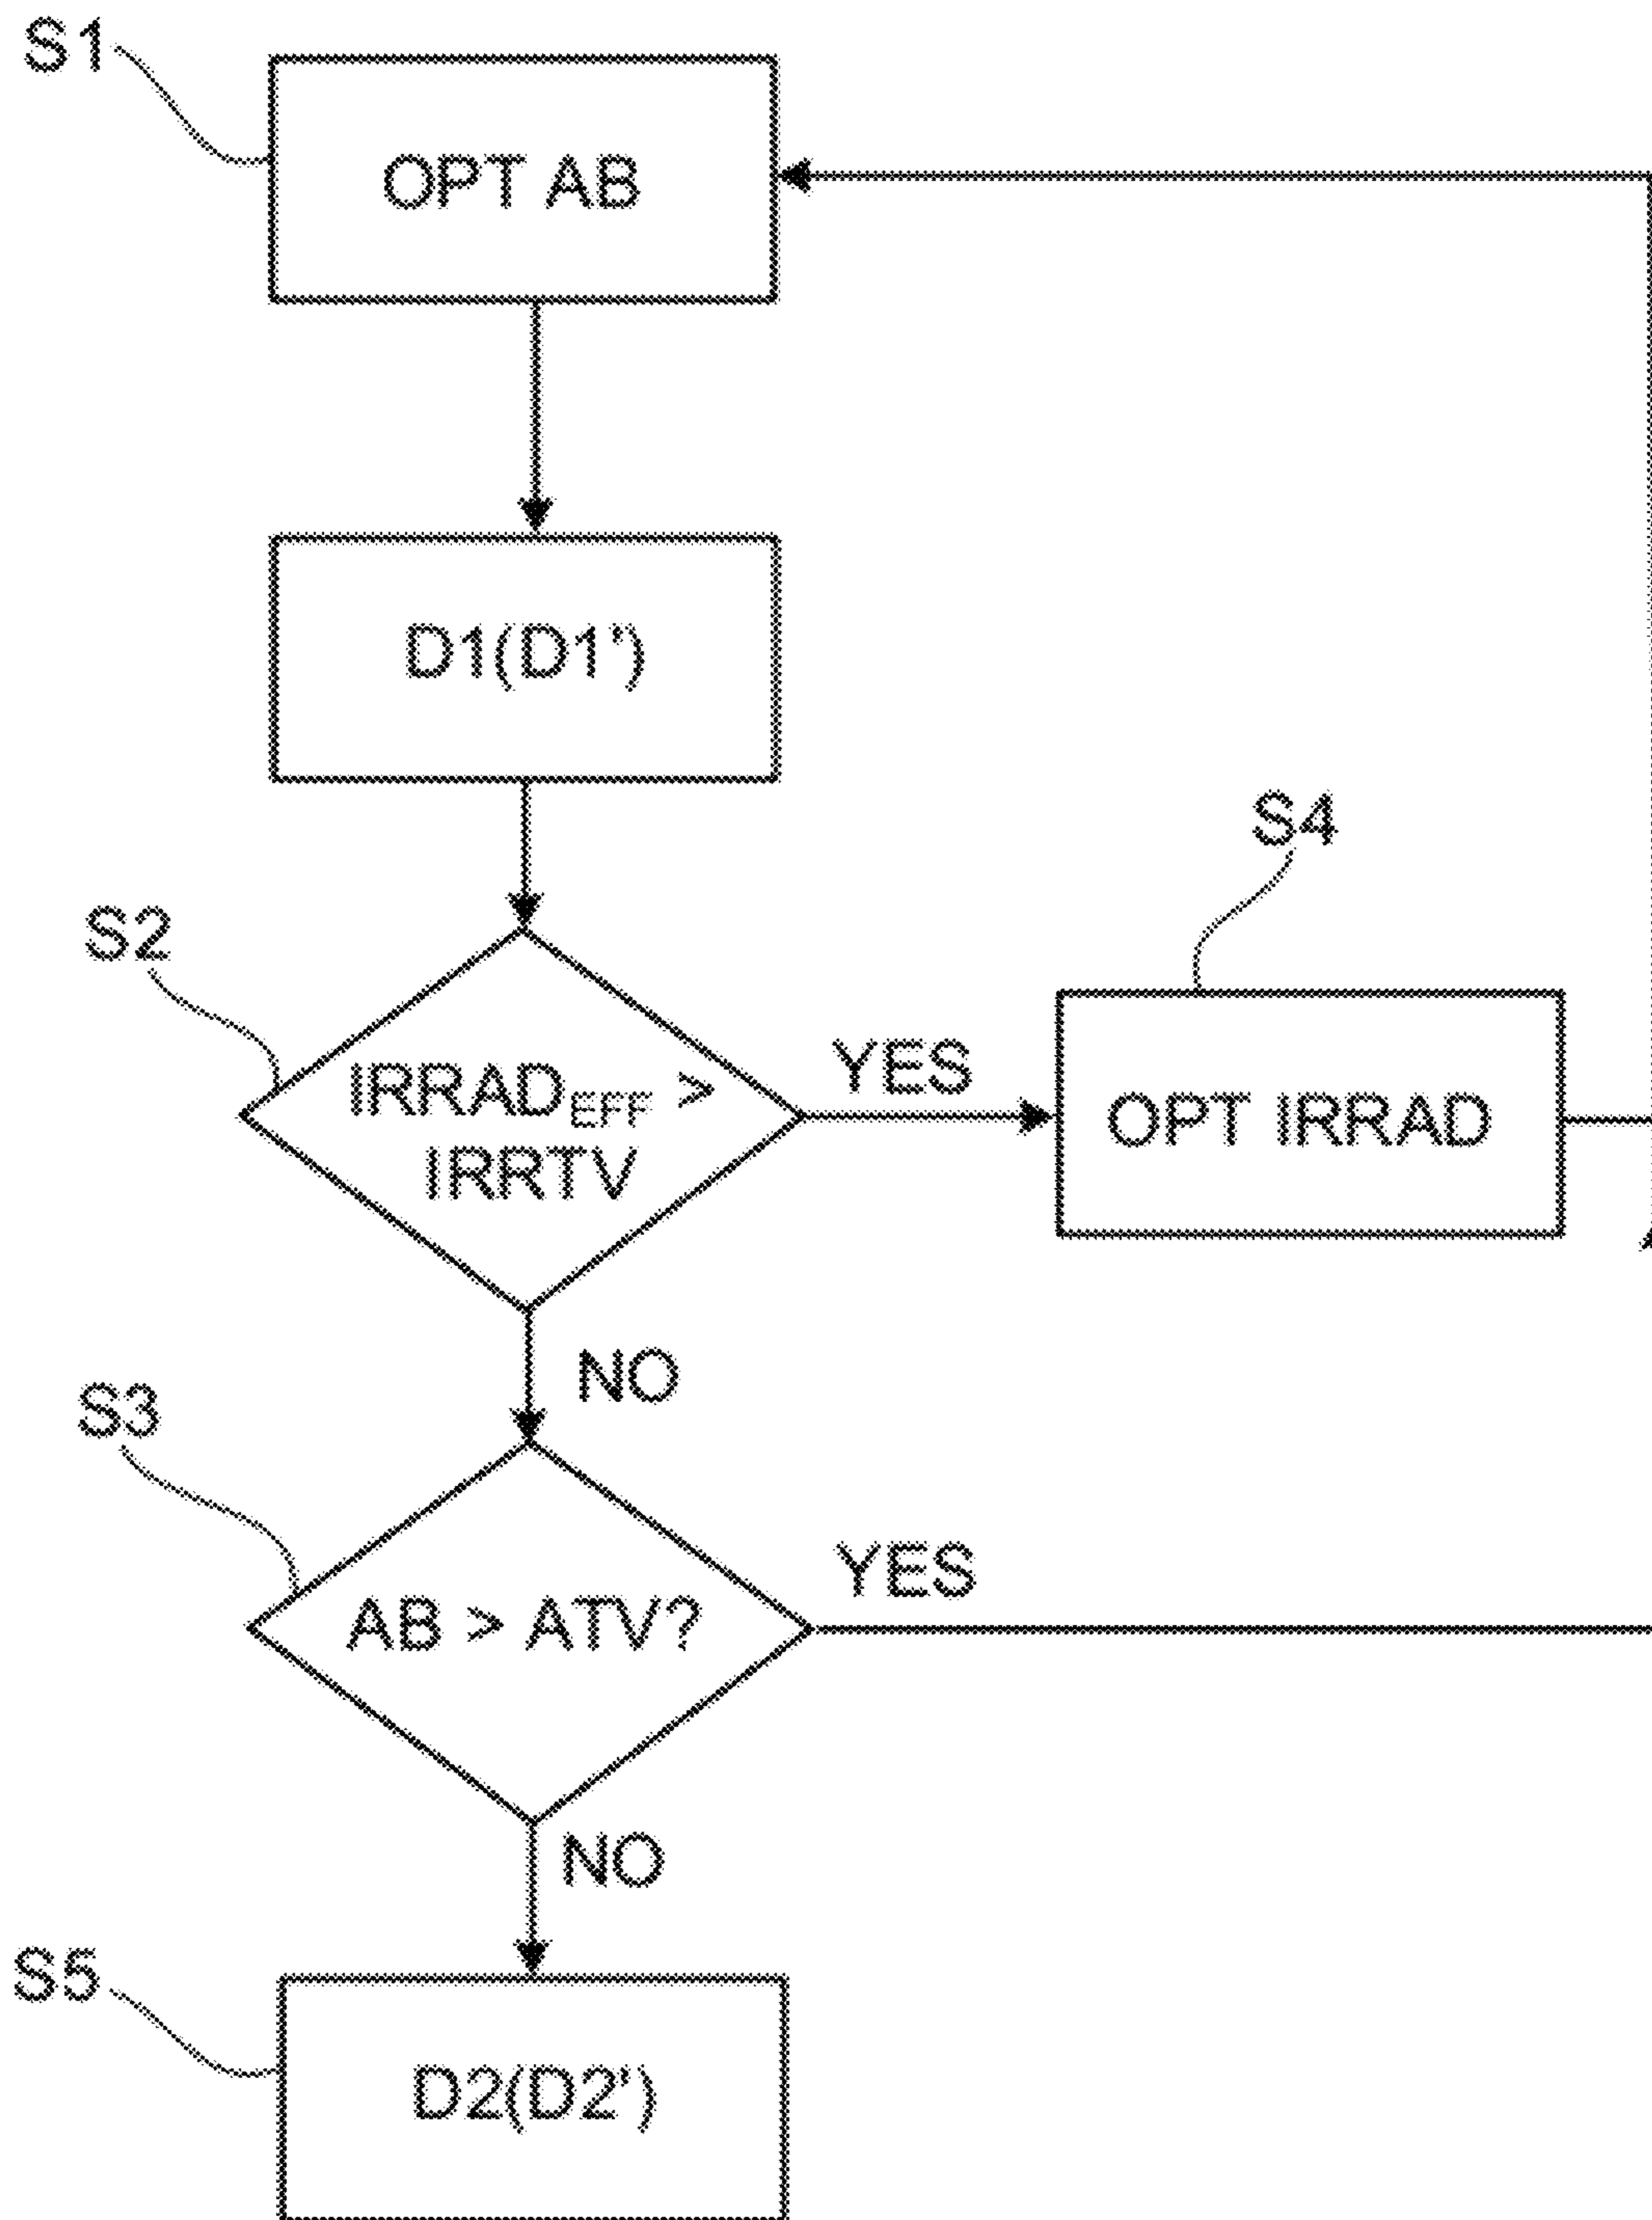 S1
OPT AB
D1(D1')
S4
S2
IRRAD_EFF >
IRRTV
YES
OPT IRRAD
NO
S3
AB > ATV?
YES
NO
S5
D2(D2')